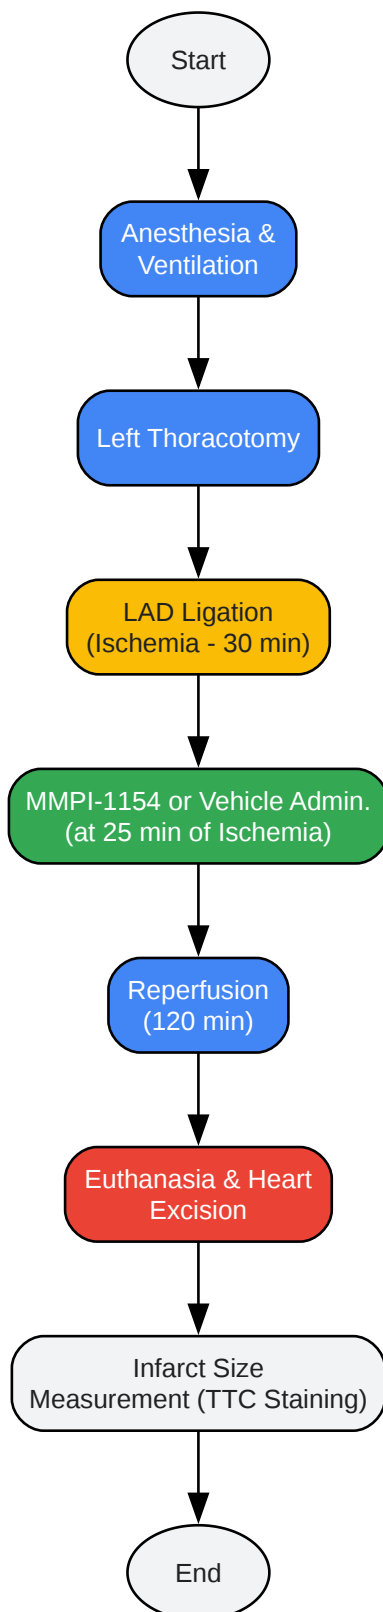 Start
Anesthesia &
Ventilation
Left Thoracotomy
LAD Ligation
(Ischemia - 30 min)
MMPI-1154 or Vehicle Admin.
(at 25 min of Ischemia)
Reperfusion
(120 min)
Euthanasia & Heart
Excision
Infarct Size
Measurement (TTC Staining)
End